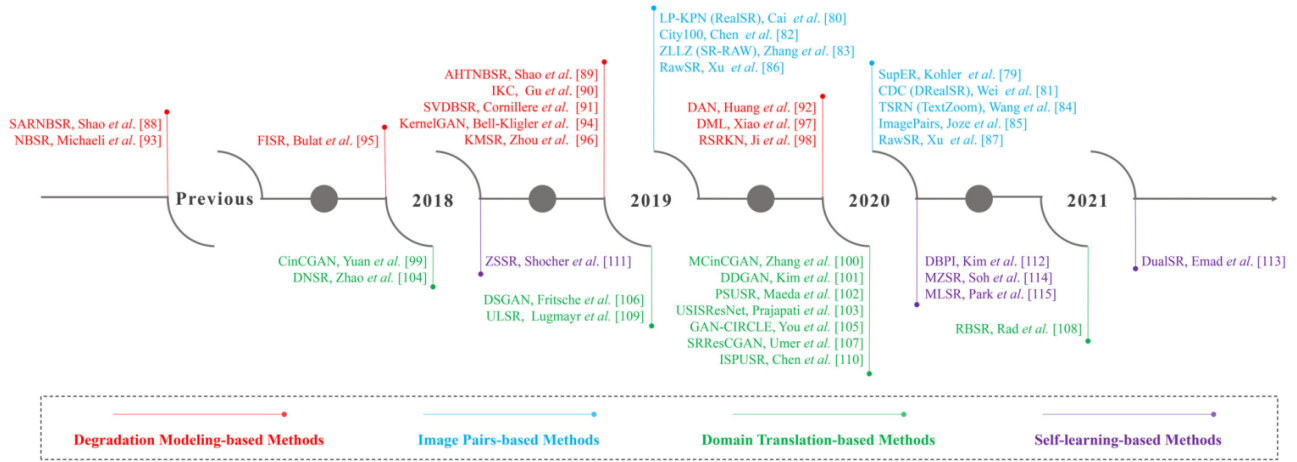 SARNBSR, Shao et al. [88]
NBSR, Michaeli et al. [93]
FISR, Bulat et al. [95]
AHTNBSR, Shao et al. [89]
IKC, Gu et al. [90]
SVDBSR, Cornillere et al. [91]
KernelGAN, Bell-Kligler et al. [94]
KMSR, Zhou et al. [96]
LP-KPN (RealSR), Cai et al. [80]
City100, Chen et al. [82]
ZLLZ (SR-RAW), Zhang et al. [83]
RawSR, Xu et al. [86]
DAN, Huang et al. [92]
DML, Xiao et al. [97]
RSRKN, Ji et al. [98]
SupER, Kohler et al. [79]
CDC (DRealSR), Wei et al. [81]
TSRN (TextZoom), Wang et al. [84]
ImagePairs, Joze et al. [85]
RawSR, Xu et al. [87]
Previous
2018
2019
2020
2021
CinCGAN, Yuan et al. [99]
DNSR, Zhao et al. [104]
ZSSR, Shocher et al. [111]
DSGAN, Fritsche et al. [106]
ULSR, Lugmayr et al. [109]
MCinCGAN, Zhang et al. [100]
DDGAN, Kim et al. [101]
PSUSR, Maeda et al. [102]
USISResNet, Prajapati et al. [103]
GAN-CIRCLE, You et al. [105]
SRResCGAN, Umer et al. [107]
ISPUSR, Chen et al. [110]
DBPI, Kim et al. [112]
MZSR, Soh et al. [114]
MLSR, Park et al. [115]
RBSR, Rad et al. [108]
DualSR, Emad et al. [113]
Degradation Modeling-based Methods
Image Pairs-based Methods
Domain Translation-based Methods
Self-learning-based Methods